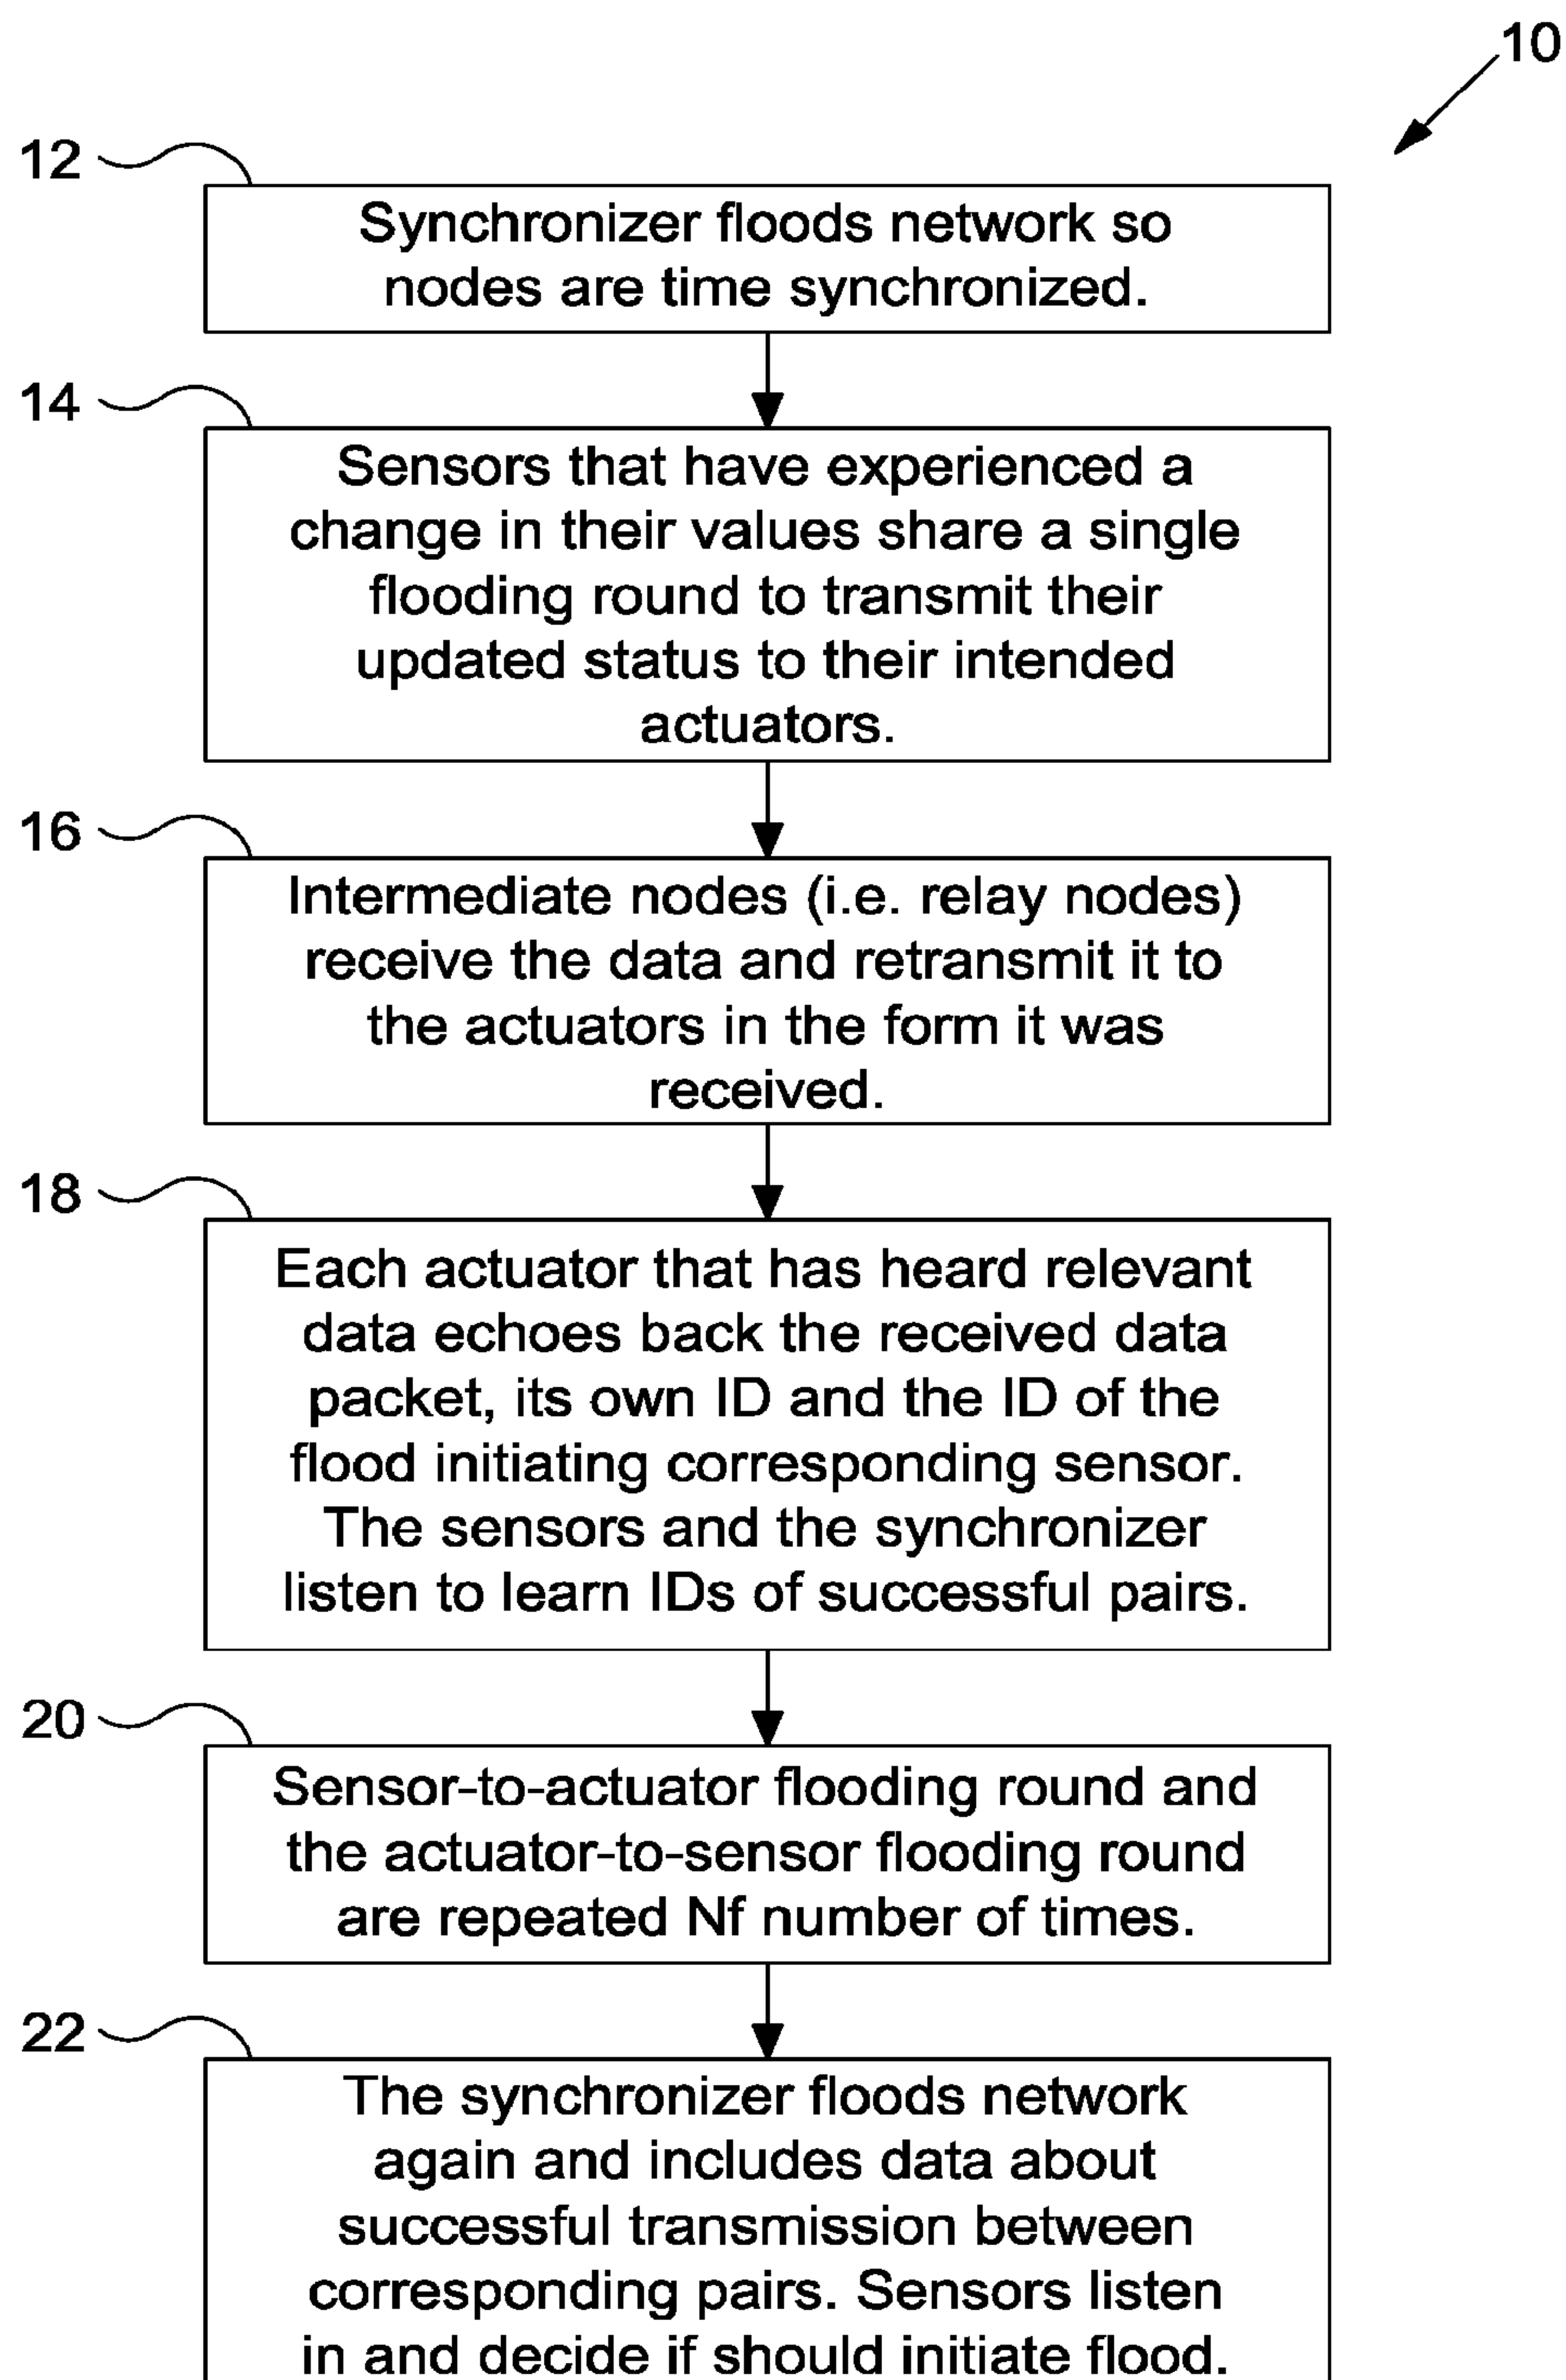 10
12
Synchronizer floods network so
nodes are time synchronized.
14
Sensors that have experienced a
change in their values share a single
flooding round to transmit their
updated status to their intended
actuators.
16
Intermediate nodes (i.e. relay nodes)
receive the data and retransmit it to
the actuators in the form it was
received.
18
Each actuator that has heard relevant
data echoes back the received data
packet, its own ID and the ID of the
flood initiating corresponding sensor.
The sensors and the synchronizer
listen to learn IDs of successful pairs.
20
Sensor-to-actuator flooding round and
the actuator-to-sensor flooding round
are repeated Nf number of times.
22
The synchronizer floods network
again and includes data about
successful transmission between
corresponding pairs. Sensors listen
in and decide if should initiate flood.